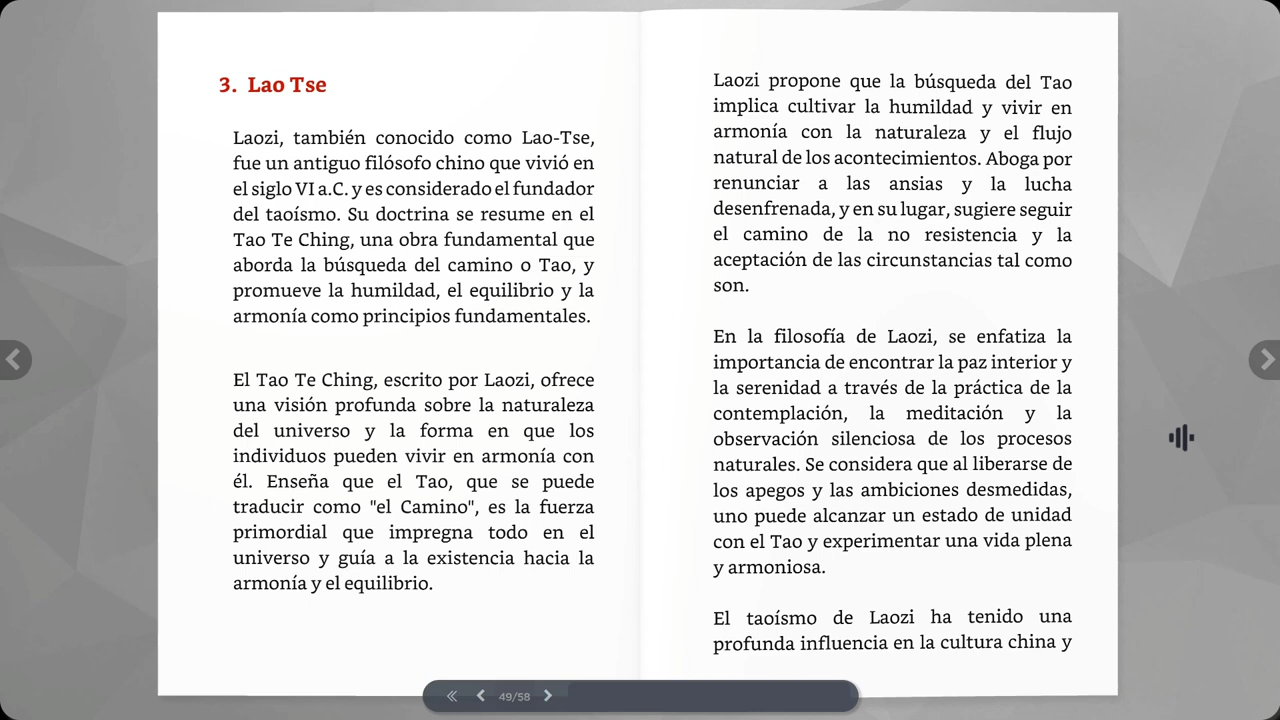 3. Lao Tse
Laozi, también conocido como Lao-Tse,
fue un antiguo filósofo chino que vivió en
el siglo VI a.C. y es considerado el fundador
del taoísmo. Su doctrina se resume en el
Tao Te Ching, una obra fundamental que
aborda la búsqueda del camino o Tao, y
promueve la humildad, el equilibrio y la
armonía como principios fundamentales.
El Tao Te Ching, escrito por Laozi, ofrece
una visión profunda sobre la naturaleza
del universo y la forma en que los
individuos pueden vivir en armonía con
él. Enseña que el Tao, que se puede
traducir como "el Camino", es la fuerza
primordial que impregna todo en el
universo y guía a la existencia hacia la
armonía y el equilibrio.
Laozi propone que la búsqueda del Tao
implica cultivar la humildad y vivir en
armonía con la naturaleza y el flujo
natural de los acontecimientos. Aboga por
renunciar a las ansias y la lucha
desenfrenada, y en su lugar, sugiere seguir
el camino de la no resistencia y la
aceptación de las circunstancias tal como
son.
En la filosofía de Laozi, se enfatiza la
importancia de encontrar la paz interior y
la serenidad a través de la práctica de la
contemplación, la meditación y la
observación silenciosa de los procesos
naturales. Se considera que al liberarse de
los apegos y las ambiciones desmedidas,
uno puede alcanzar un estado de unidad
con el Tao y experimentar una vida plena
y armoniosa.
El taoísmo de Laozi ha tenido una
profunda influencia en la cultura china y
49/58